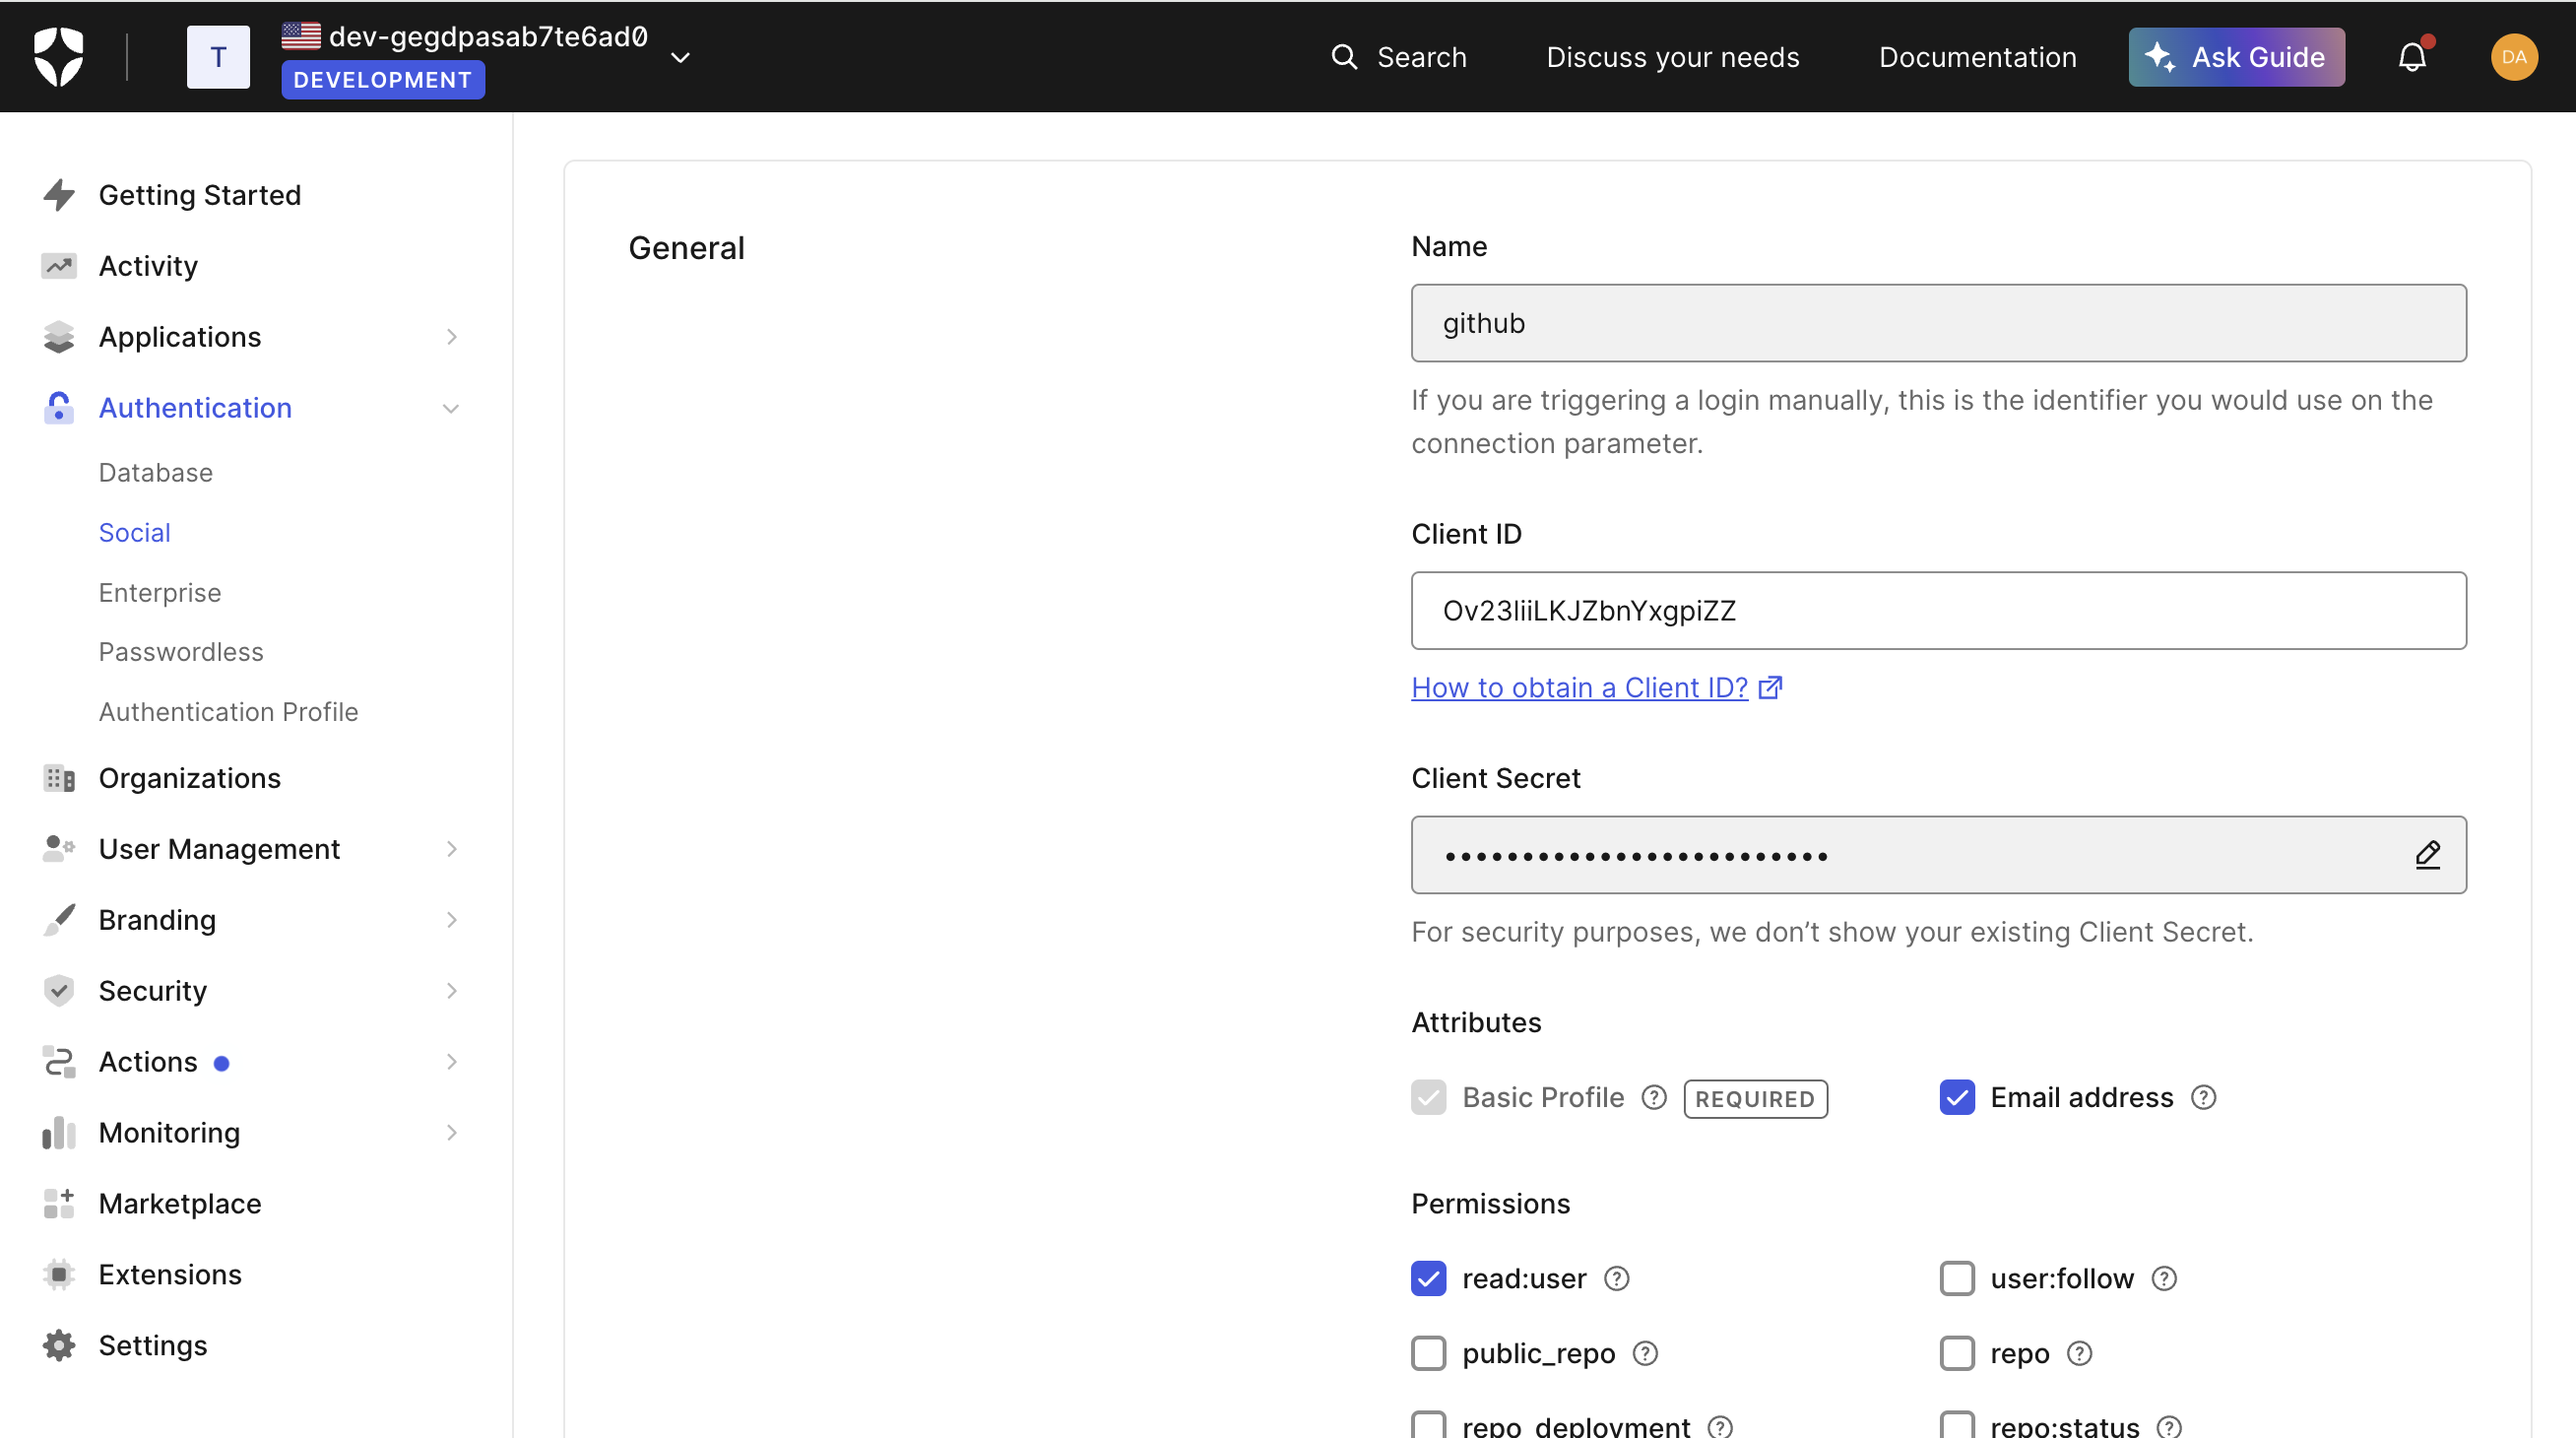 T
dev-gegdpasab7te6ad0
DEVELOPMENT
Search
Discuss your needs
Documentation
Ask Guide
DA
Getting Started
Activity
Applications
Authentication
Database
Social
Enterprise
Passwordless
Authentication Profile
Organizations
User Management
Branding
Security
Actions
Monitoring
Marketplace
Extensions
Settings
General
Name
github
If you are triggering a login manually, this is the identifier you would use on the
connection parameter.
Client ID
Ov23liiLKJZbnYxgpiZZ
How to obtain a Client ID?
Client Secret
•••••••••••••••••••••••••
For security purposes, we don’t show your existing Client Secret.
Attributes
Basic Profile REQUIRED
Email address
Permissions
read:user
user:follow
public_repo
repo
repo_deployment
repo:status